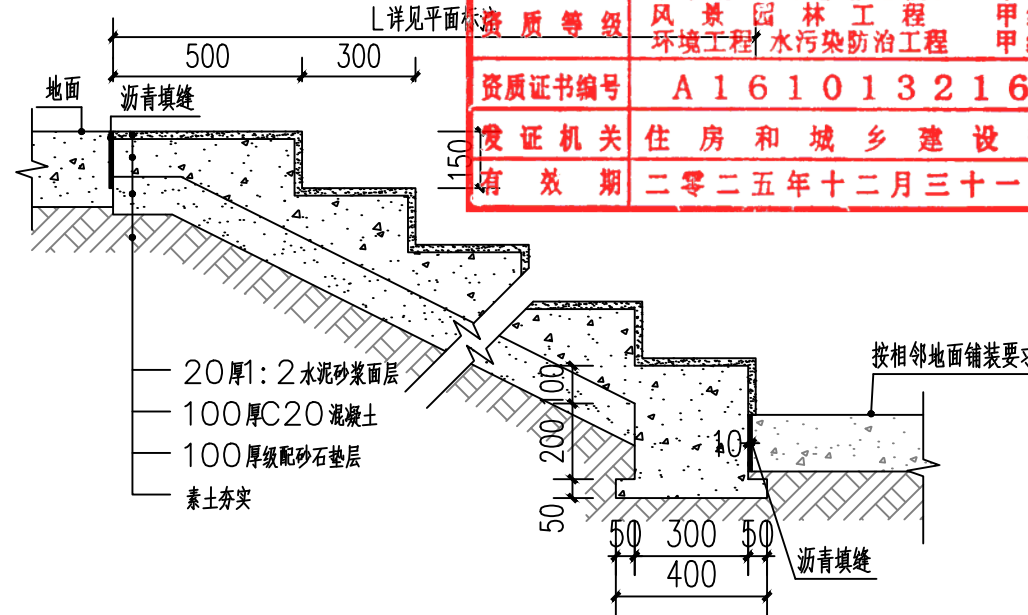 L详见平面标
资质等级
风景园林工程 甲
环境工程 水污染防治工程 甲
资质证书编号 A161013216
发证机关 住房和城乡建设
有效期 二零二五年十二月三十一
500 300
地面
沥青填缝
150
20厚1:2水泥砂浆面层
100厚C20混凝土
100厚级配砂石垫层
素土夯实
按相邻地面铺装要求
100
200
50
10
50 300 50
400
沥青填缝